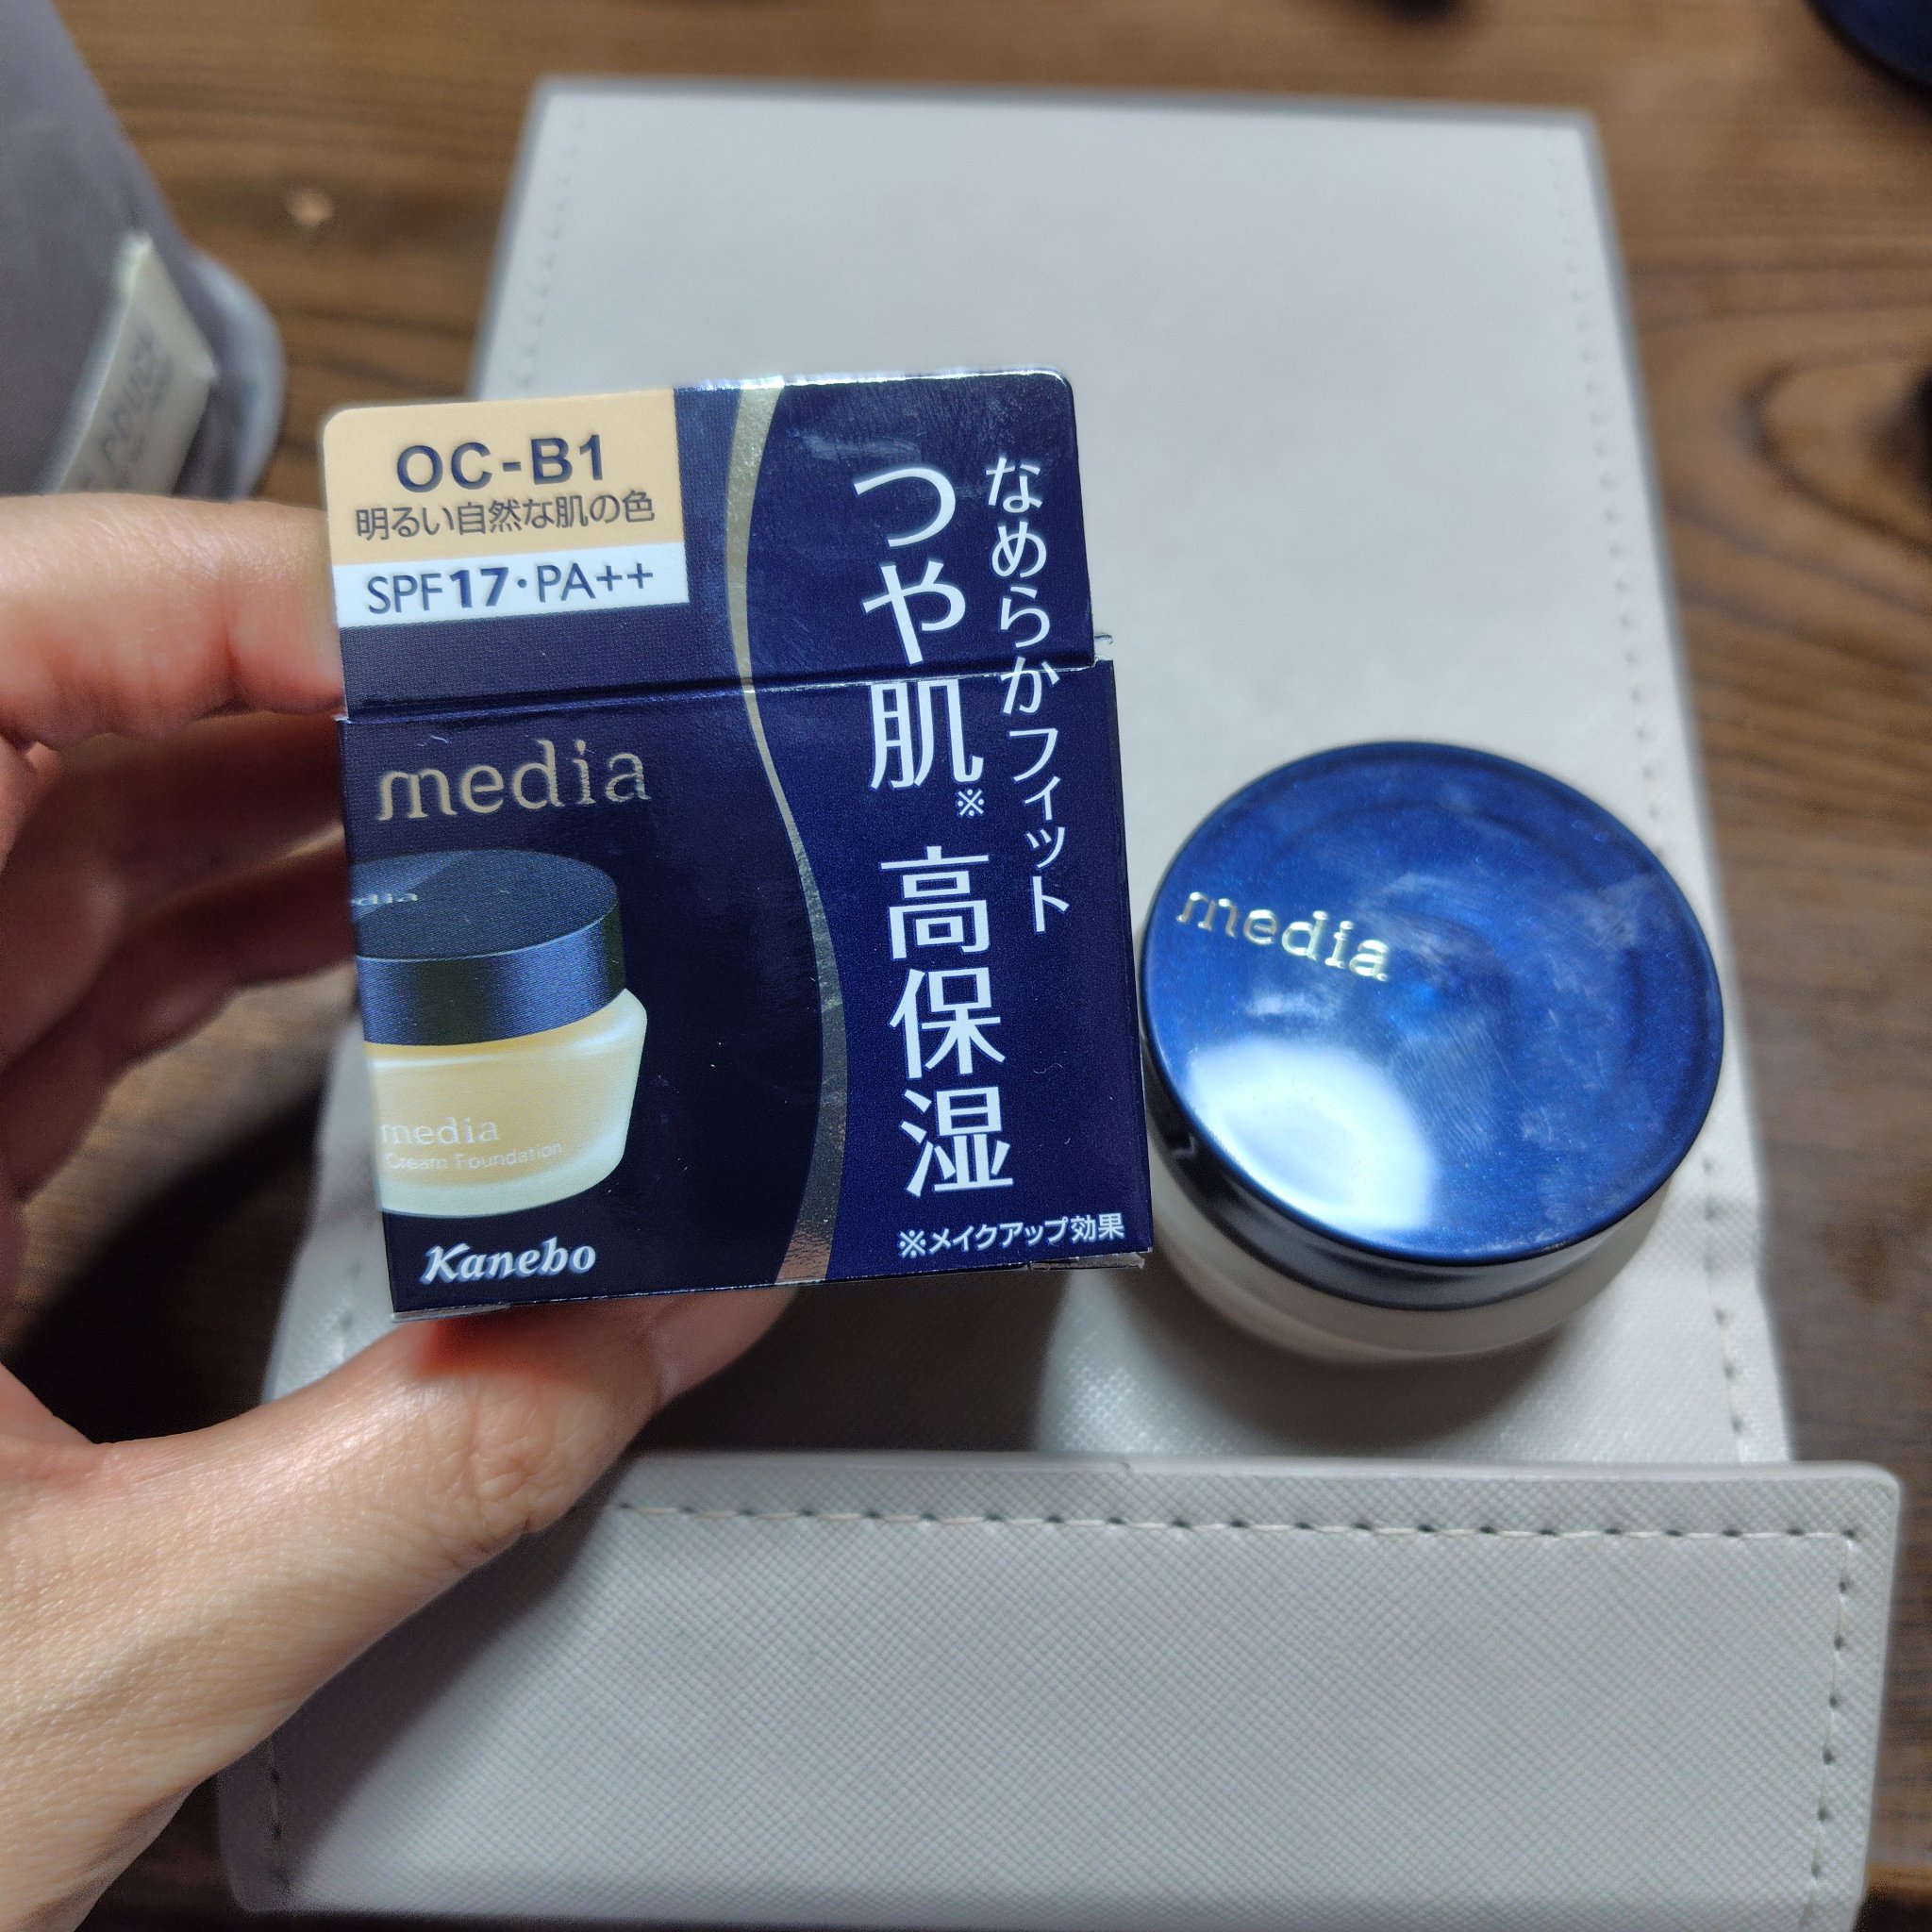 OC-B1
明るい自然な肌の色
SPF17・PA++
なめらかフィット
つや肌※ 高保湿
media
media
Cream Foundation
Kanebo
※メイクアップ効果
media